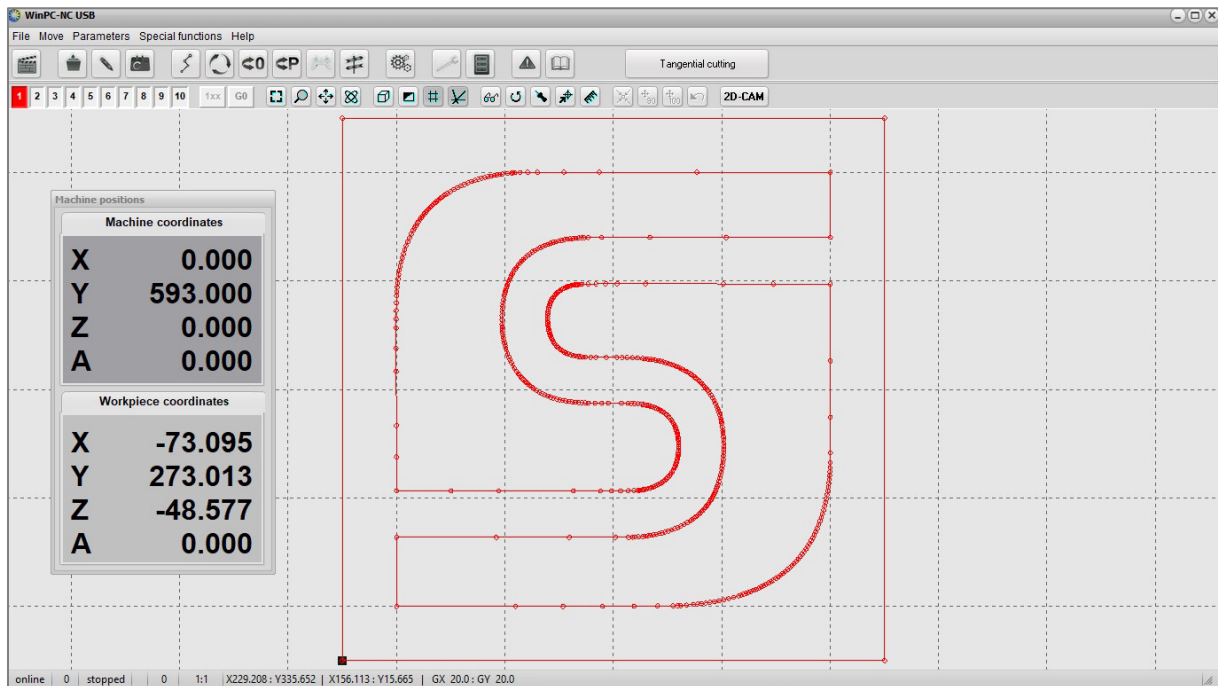 WinPC-NC USB
File Move Parameters Special functions Help
0 P Tangential cutting
1 2 3 4 5 6 7 8 9 10 1xx G0 90 100 2D-CAM
Machine positions
Machine coordinates
X 0.000
Y 593.000
Z 0.000
A 0.000
Workpiece coordinates
X -73.095
Y 273.013
Z -48.577
A 0.000
online 0 stopped 0 1:1 X229.208 : Y335.652 | X156.113 : Y15.665 | GX 20.0 : GY 20.0